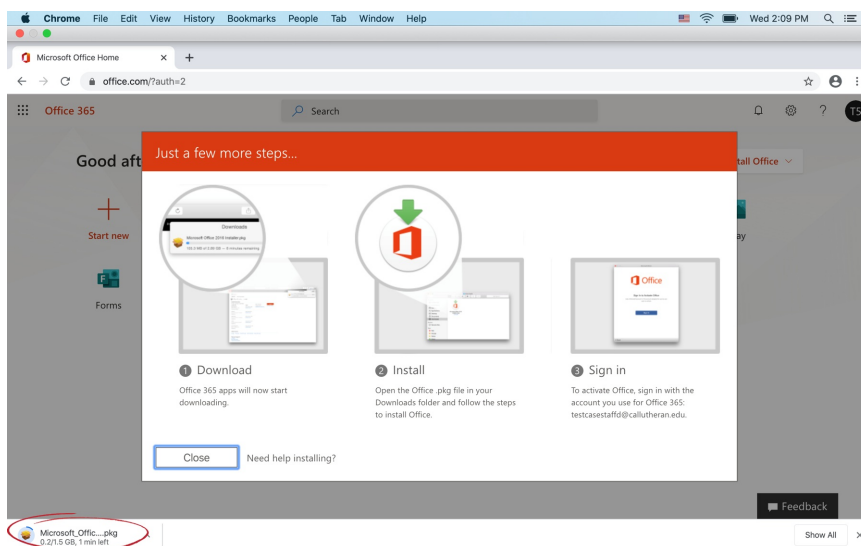 Chrome File Edit View History Bookmarks People Tab Window Help Wed 2:09 PM
Microsoft Office Home
office.com/?auth=2
Office 365 Search T5
Good aft
Just a few more steps...
tall Office
Start new
ay
Forms
Downloads
Microsoft Office 2016 Installer.pkg
Office
1 Download
2 Install
3 Sign in
Office 365 apps will now start
downloading.
Open the Office .pkg file in your
Downloads folder and follow the steps
to install Office.
To activate Office, sign in with the
account you use for Office 365:
testcasestaffd@callutheran.edu.
Close Need help installing?
Feedback
Microsoft_Offic....pkg
0.2/1.5 GB, 1 min left
Show All